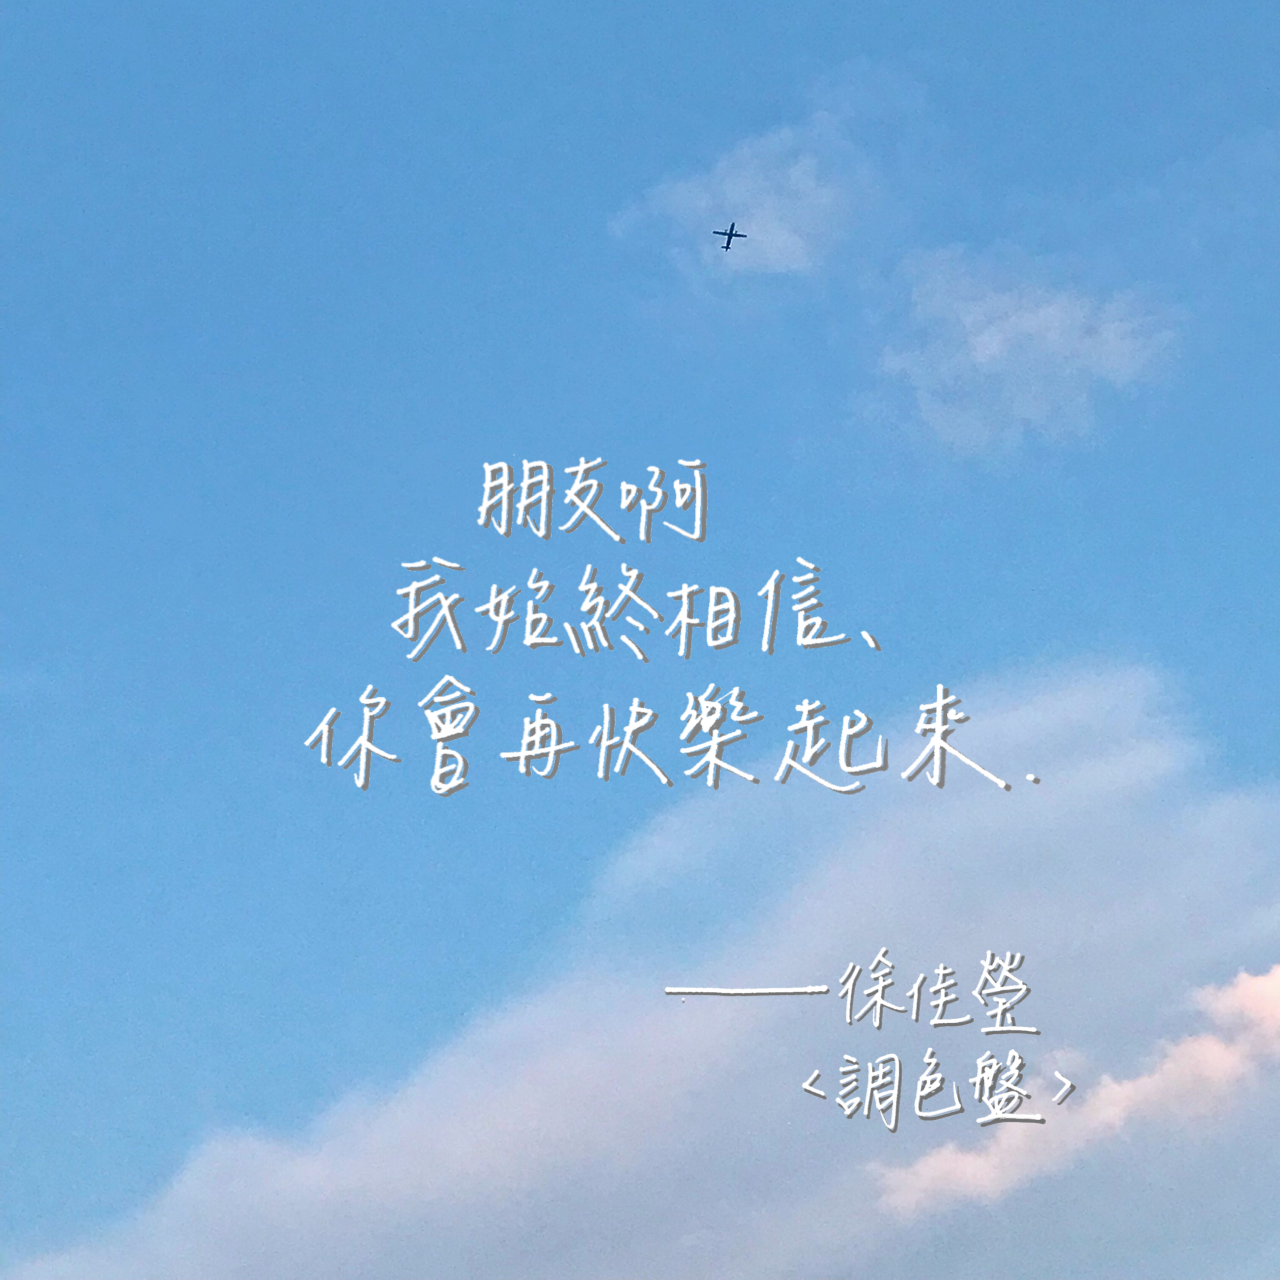 朋友啊
我始終相信、
你會再快樂起來.
——徐佳瑩
<調色盤>